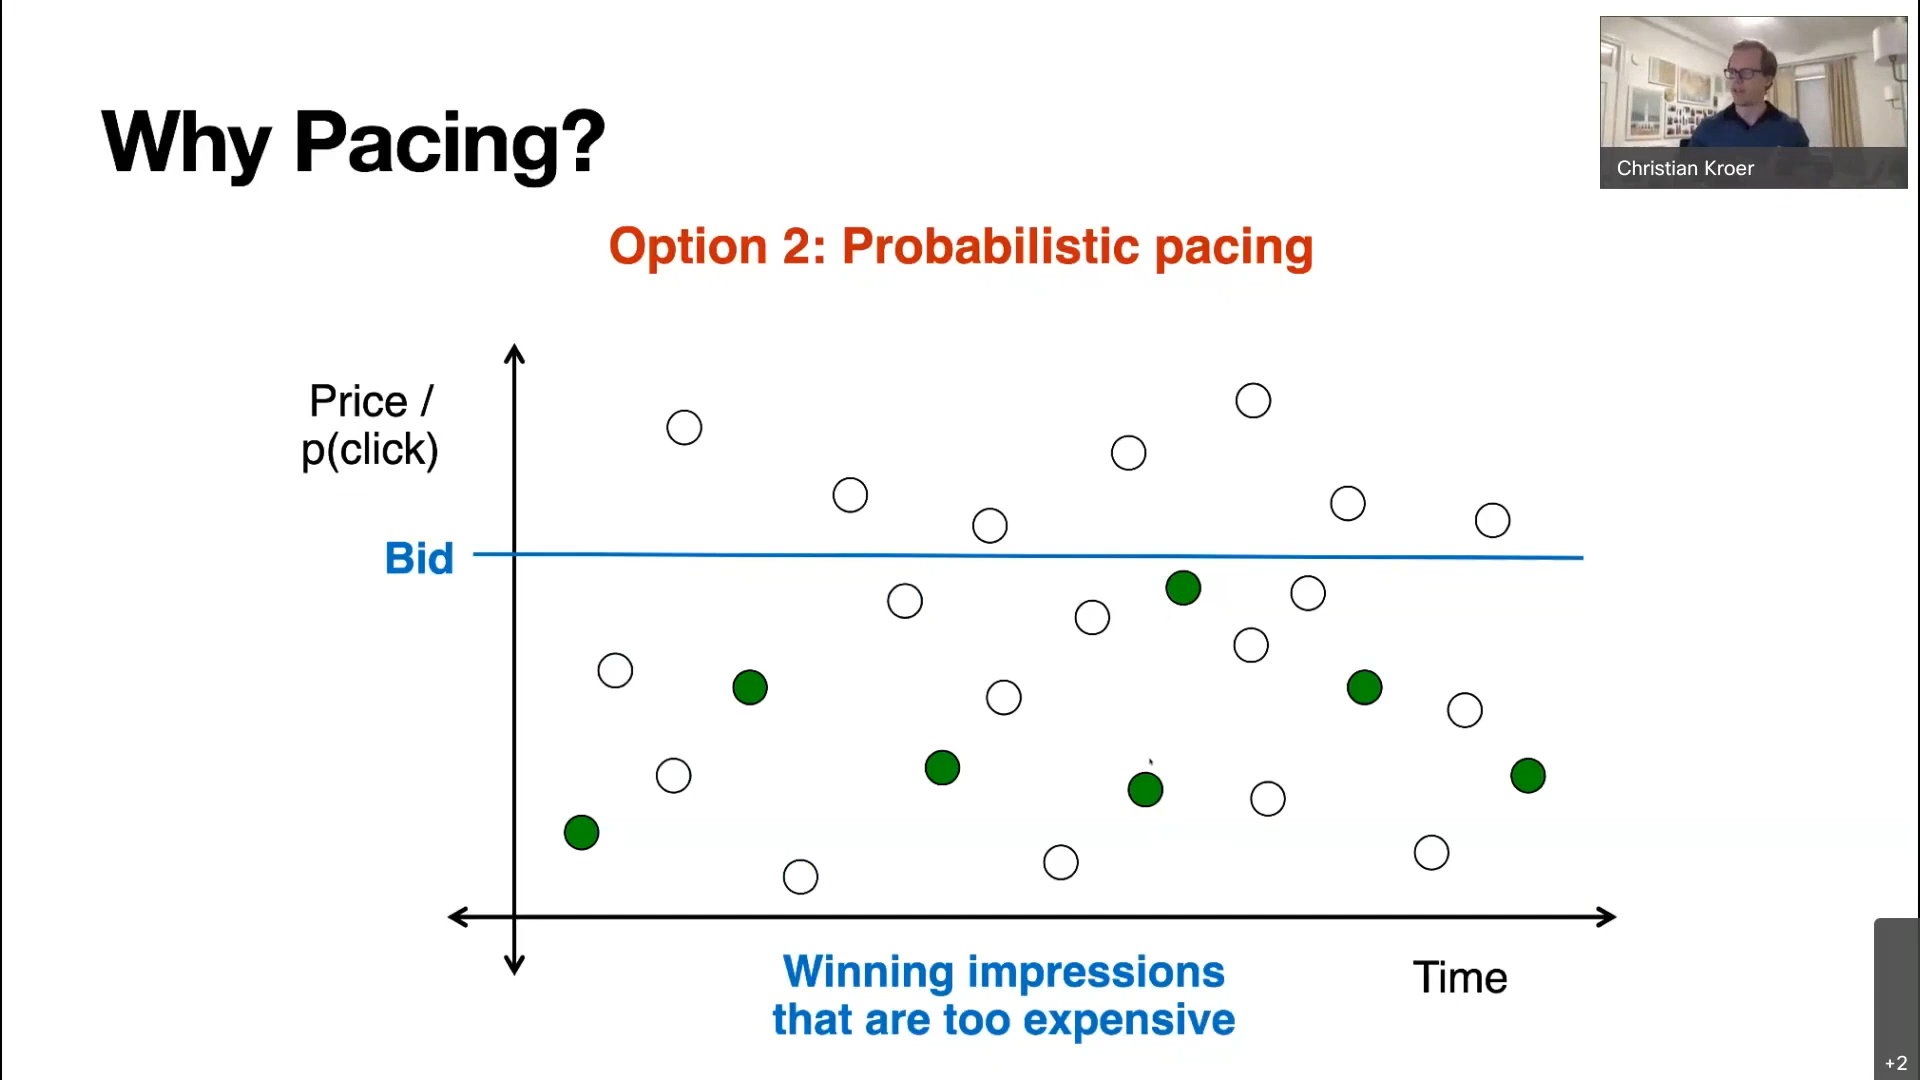 Why Pacing?
Christian Kroer
Option 2: Probabilistic pacing
Price /
p(click)
Bid
Winning impressions
that are too expensive
Time
+2